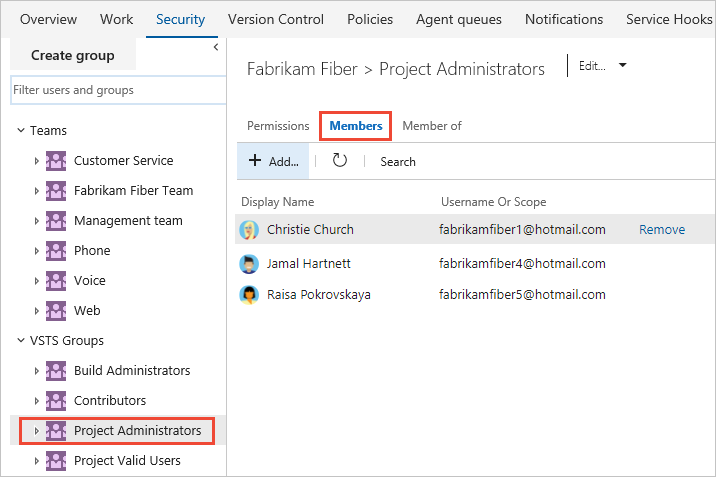 Overview Work Security Version Control Policies Agent queues Notifications Service Hooks
Create group
Filter users and groups
Teams
Customer Service
Fabrikam Fiber Team
Management team
Phone
Voice
Web
VSTS Groups
Build Administrators
Contributors
Project Administrators
Project Valid Users
Fabrikam Fiber > Project Administrators Edit...
Permissions Members Member of
+ Add... Search
Display Name Username Or Scope
Christie Church fabrikamfiber1@hotmail.com Remove
Jamal Hartnett fabrikamfiber4@hotmail.com
Raisa Pokrovskaya fabrikamfiber5@hotmail.com